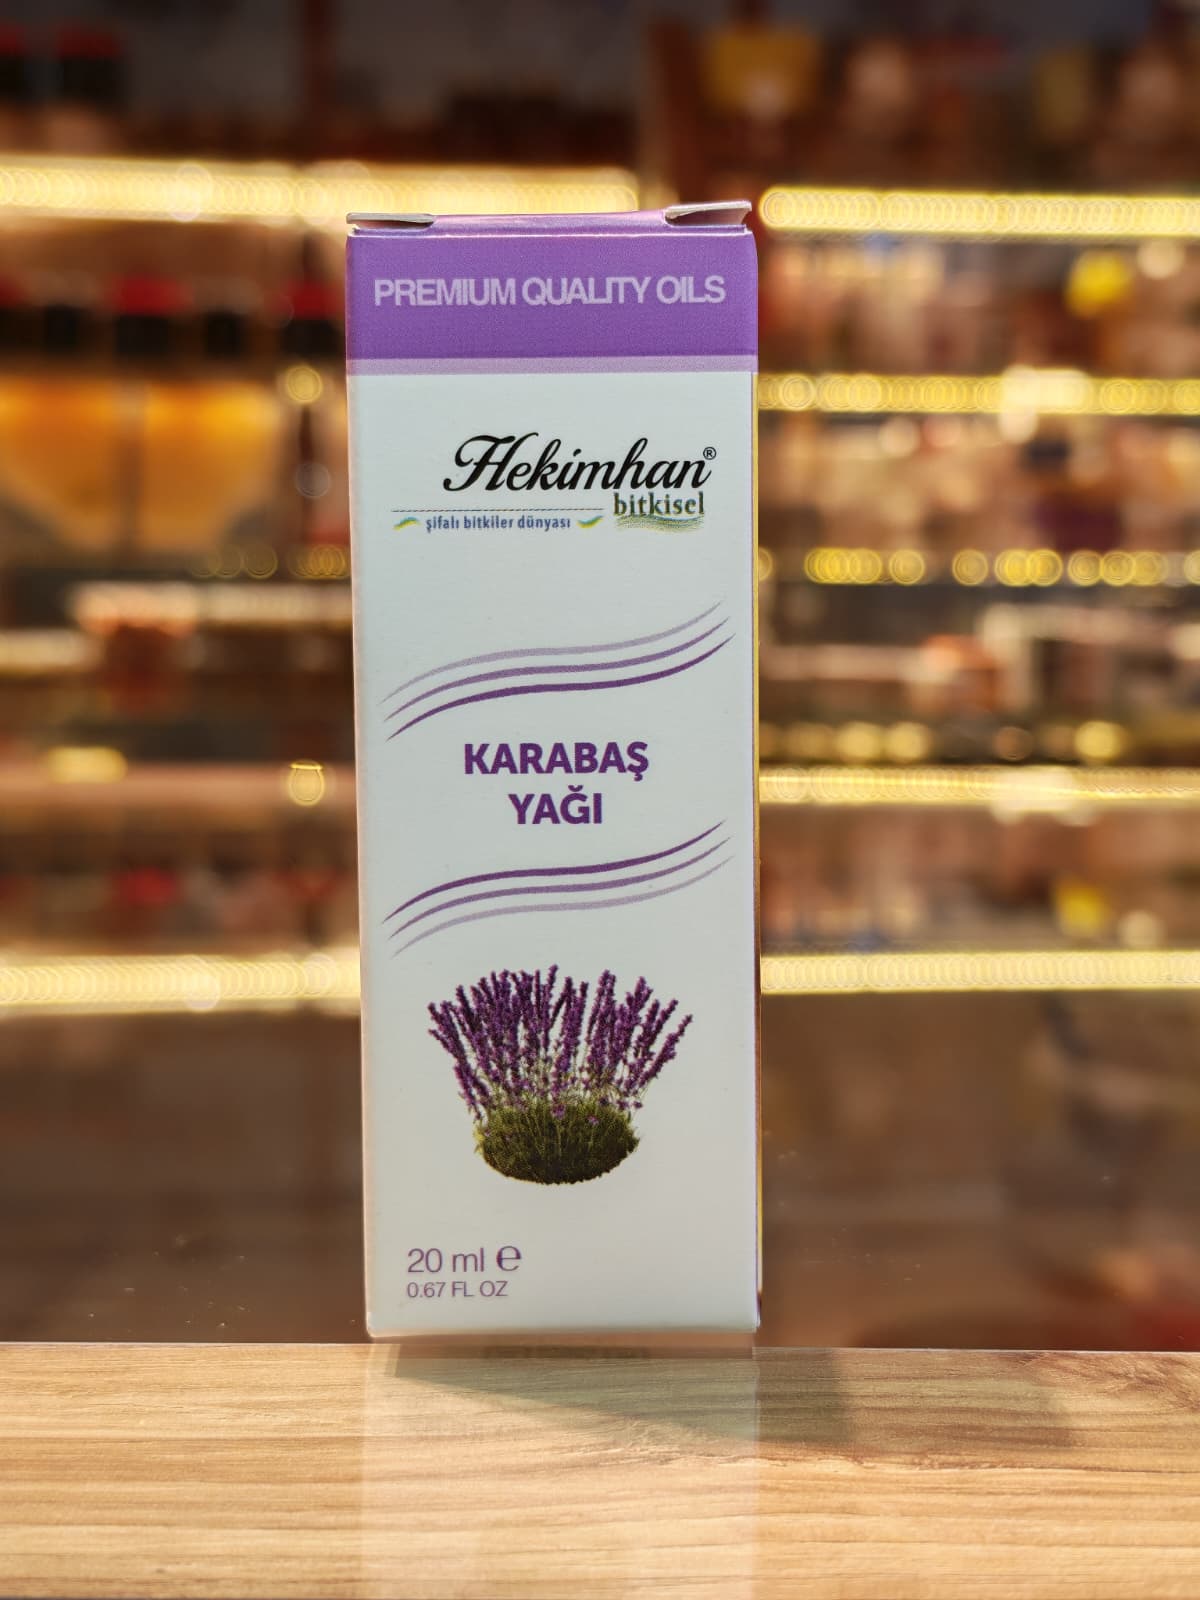 PREMIUM QUALITY OILS
Hekimhan®
bitkisel
şifalı bitkiler dünyası
KARABAŞ
YAĞI
20 ml ℮
0.67 FL OZ